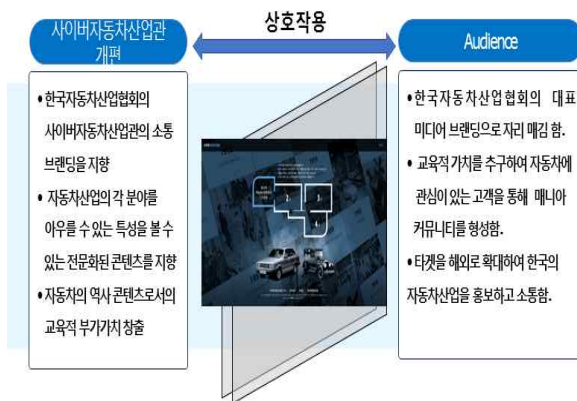 사이버자동차산업관
개편
상호작용
Audience
•한국자동차산업협회의
사이버자동차산업관의 소통
브랜딩을 지향
• 자동차산업의 각 분야를
아우를 수 있는 특성을 볼 수
있는 전문화된 콘텐츠를 지향
•자동차의 역사 콘텐츠로서의
교육적 부가가치 창출
•한국자동차산업협회의 대표
미디어 브랜딩으로 자리 매김 함.
• 교육적 가치를 추구하여 자동차에
관심이 있는 고객을 통해 매니아
커뮤니티를 형성함.
•타겟을 해외로 확대하여 한국의
자동차산업을 홍보하고 소통함.